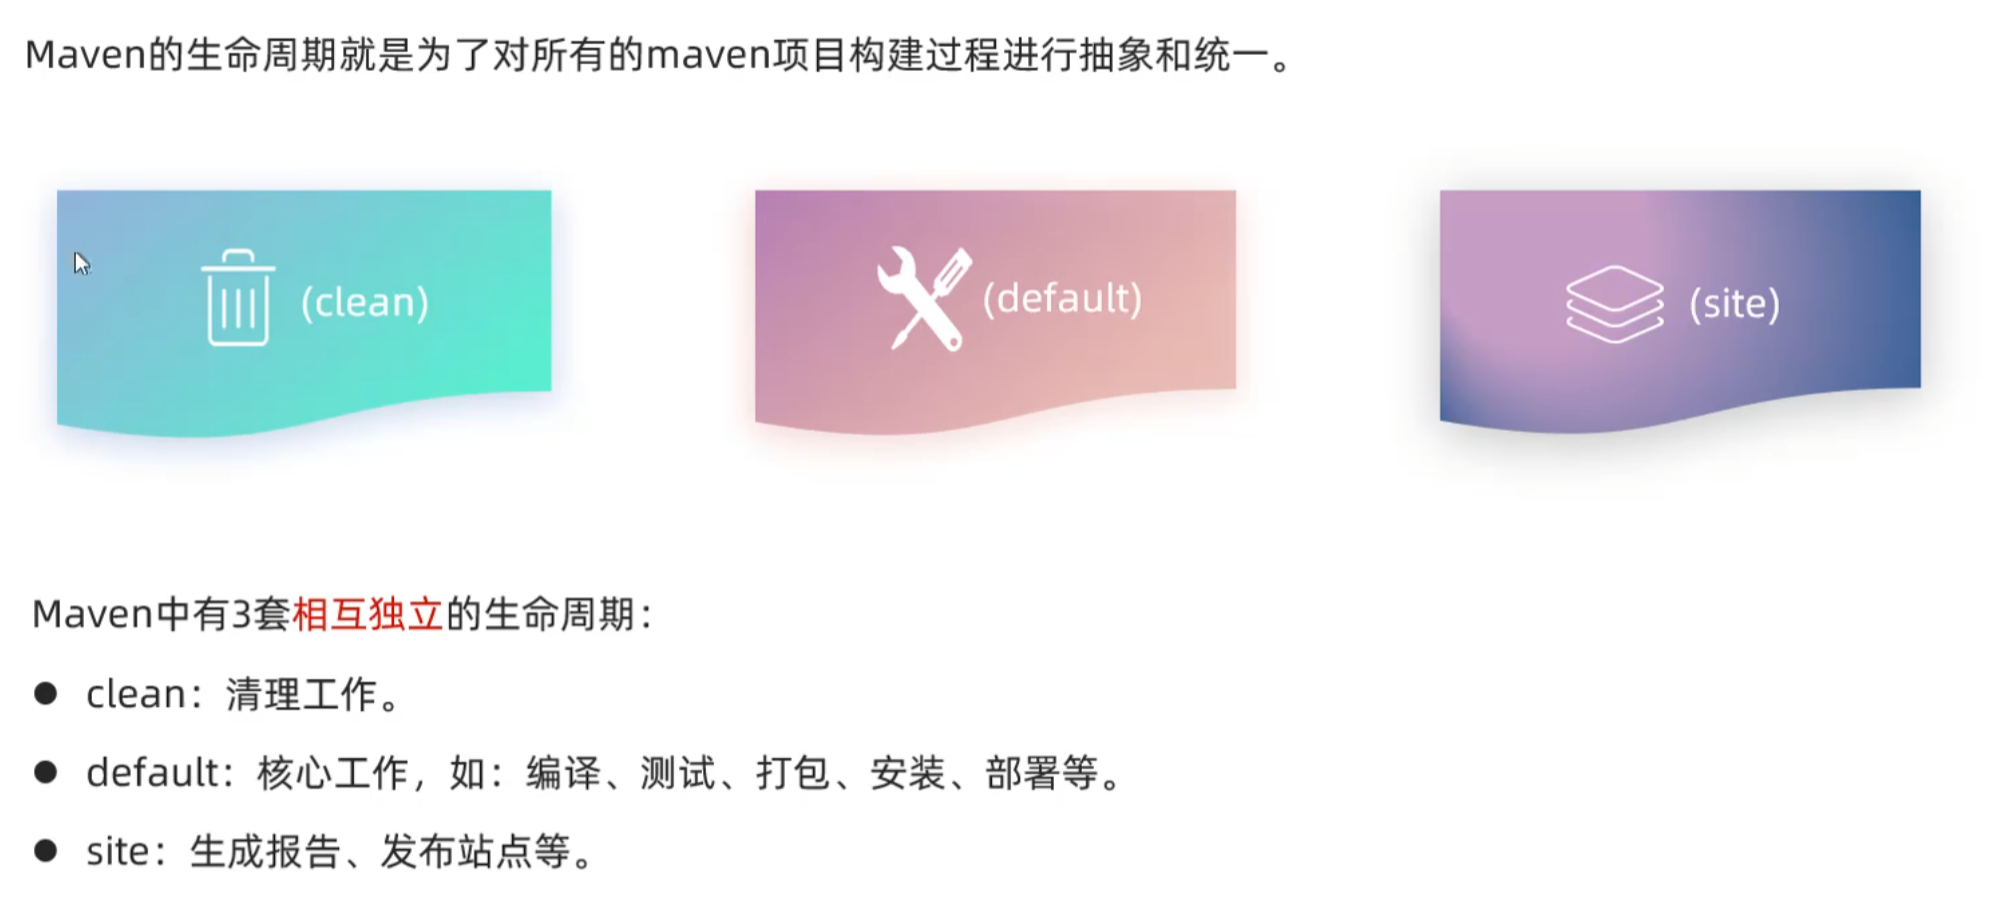 Maven的生命周期就是为了对所有的maven项目构建过程进行抽象和统一。
(clean)
(default)
(site)
Maven中有3套相互独立的生命周期：
● clean：清理工作。
● default：核心工作，如：编译、测试、打包、安装、部署等。
● site：生成报告、发布站点等。